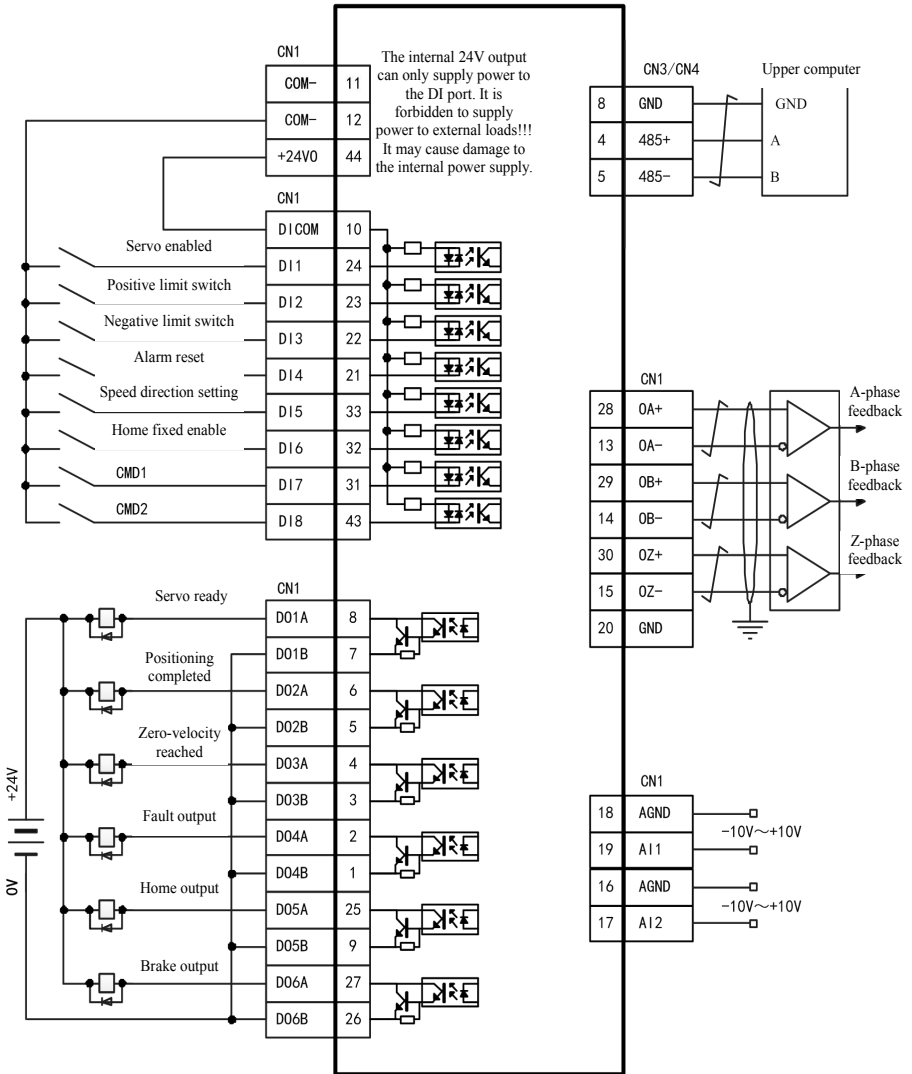 CN1
COM- 11
COM- 12
+24VO 44
The internal 24V output
can only supply power to
the DI port. It is
forbidden to supply
power to external loads!!!
It may cause damage to
the internal power supply.
CN1
DICOM 10
Servo enabled DI1 24
Positive limit switch DI2 23
Negative limit switch DI3 22
Alarm reset DI4 21
Speed direction setting DI5 33
Home fixed enable DI6 32
CMD1 DI7 31
CMD2 DI8 43
CN1
Servo ready DO1A 8
DO1B 7
Positioning
completed
DO2A 6
DO2B 5
Zero-velocity
reached
DO3A 4
DO3B 3
Fault output DO4A 2
DO4B 1
Home output DO5A 25
DO5B 9
Brake output DO6A 27
DO6B 26
+24V
0V
CN3/CN4 Upper computer
8 GND GND
4 485+ A
5 485- B
CN1
28 OA+
13 OA-
29 OB+
14 OB-
30 OZ+
15 OZ-
20 GND
A-phase
feedback
B-phase
feedback
Z-phase
feedback
CN1
18 AGND
-10V～+10V
19 AI1
16 AGND
-10V～+10V
17 AI2